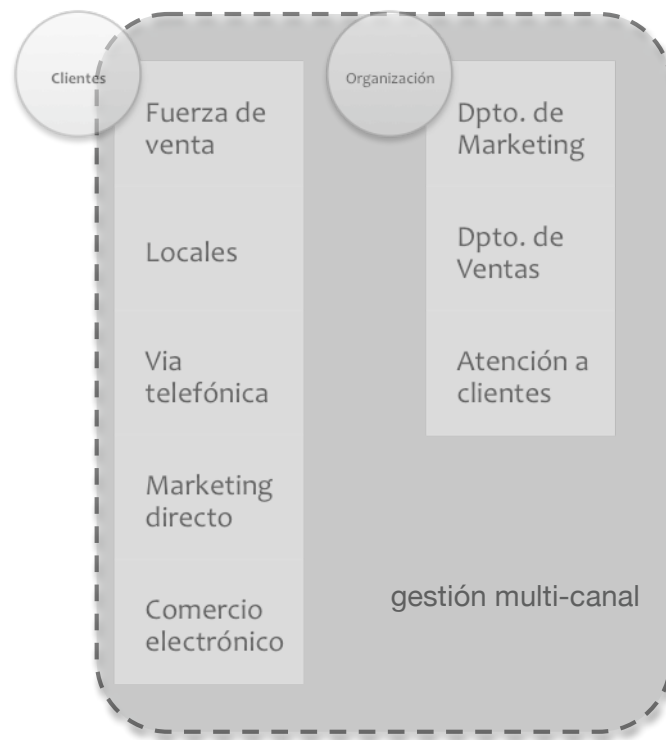 Clientes
Fuerza de
venta
Locales
Via
telefónica
Marketing
directo
Comercio
electrónico
Organización
Dpto. de
Marketing
Dpto. de
Ventas
Atención a
clientes
gestión multi-canal